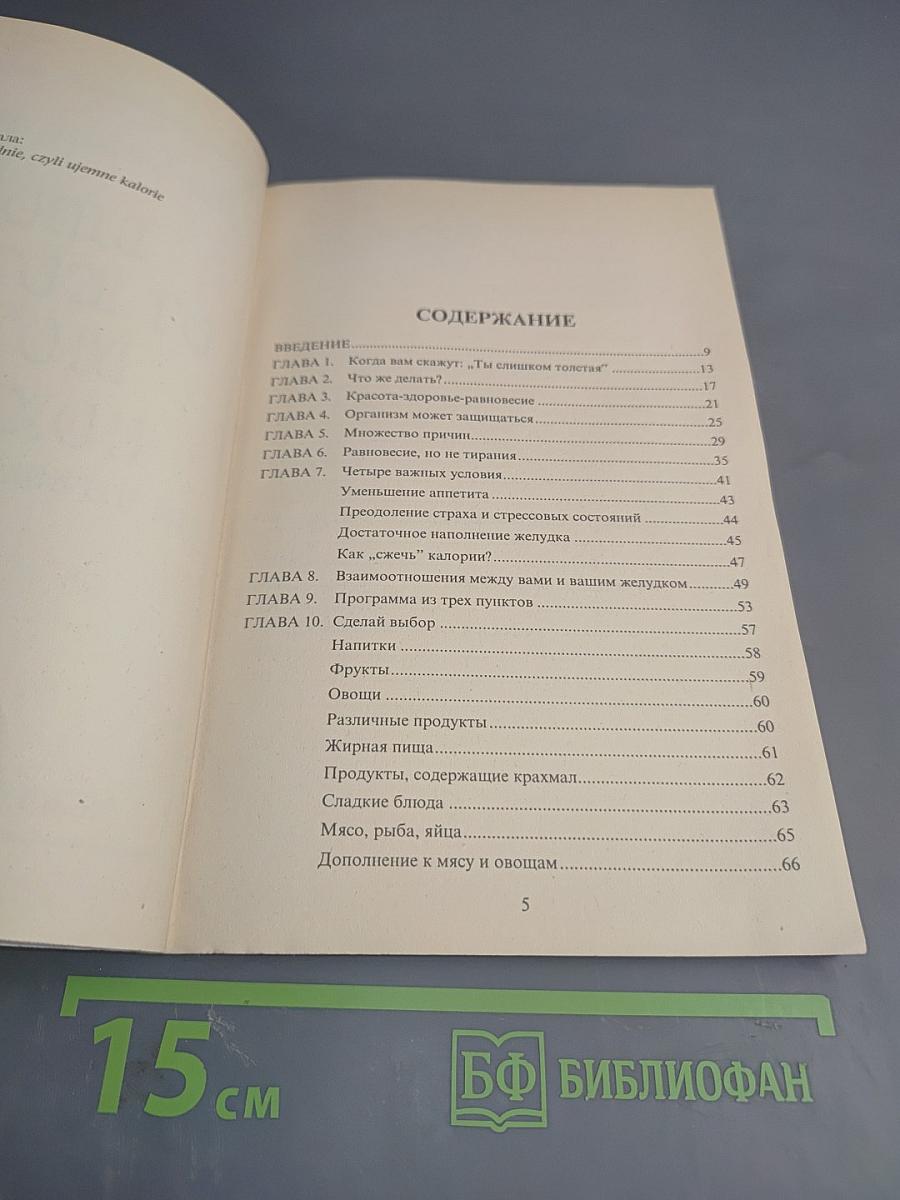 ала:
dnie, czyli ujemne kalorie
СОДЕРЖАНИЕ
ВВЕДЕНИЕ....9
ГЛАВА 1. Когда вам скажут: „Ты слишком толстая” ....13
ГЛАВА 2. Что же делать?....17
ГЛАВА 3. Красота-здоровье-равновесие ....21
ГЛАВА 4. Организм может защищаться....25
ГЛАВА 5. Множество причин....29
ГЛАВА 6. Равновесие, но не тирания....35
ГЛАВА 7. Четыре важных условия....41
Уменьшение аппетита....43
Преодоление страха и стрессовых состояний ....44
Достаточное наполнение желудка ....45
Как „сжечь” калории?....47
ГЛАВА 8. Взаимоотношения между вами и вашим желудком....49
ГЛАВА 9. Программа из трех пунктов ....53
ГЛАВА 10. Сделай выбор ....57
Напитки ....58
Фрукты....59
Овощи ....60
Различные продукты....60
Жирная пища....61
Продукты, содержащие крахмал....62
Сладкие блюда ....63
Мясо, рыба, яйца....65
Дополнение к мясу и овощам....66
5
15 см
БФ БИБЛИОФАН